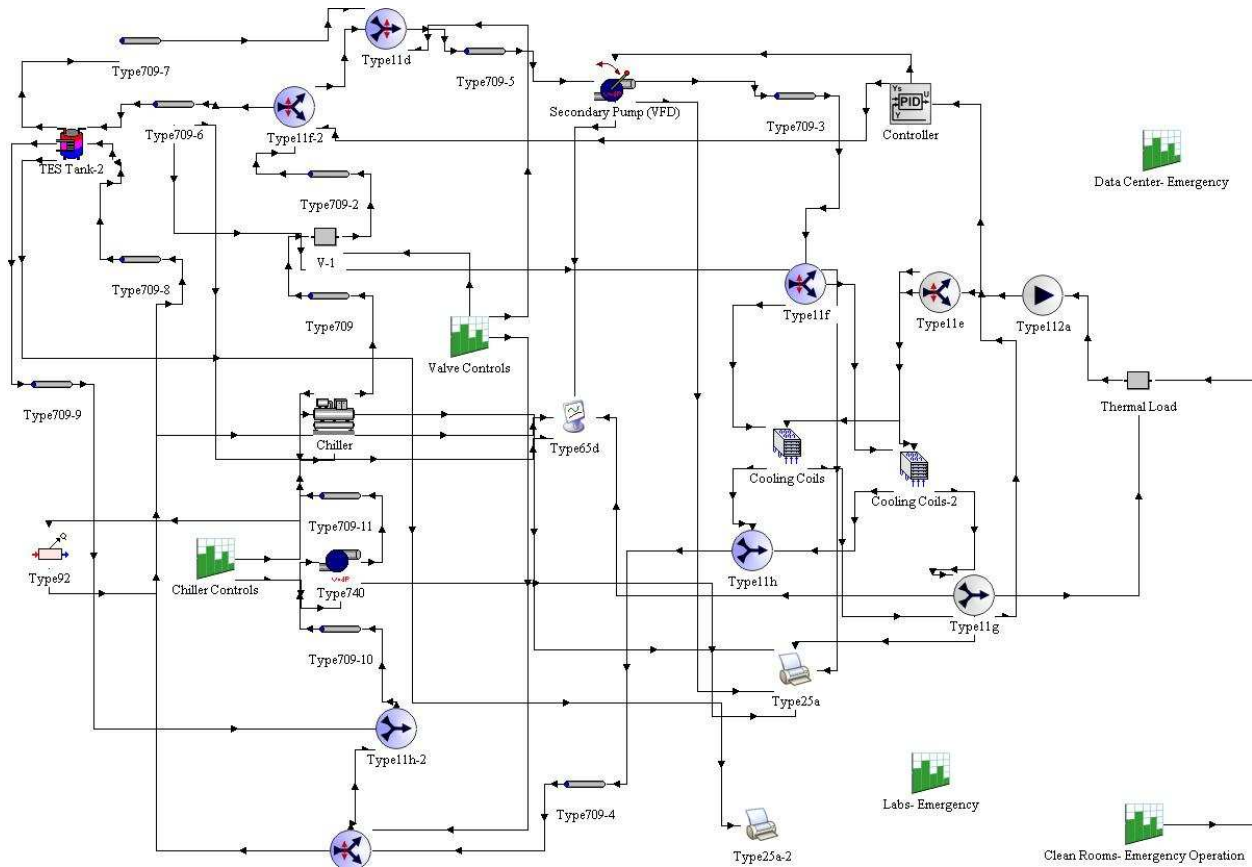 Type709-7
Type11d
Type709-5
Secondary Pump (VFD)
Type709-3
Ys
U
PID
Y
Controller
Type709-6
Type11f-2
TES Tank-2
Data Center- Emergency
Type709-2
V-1
Type709-8
Type709
Type11f
Type11e
Type112a
Valve Controls
Type709-9
Thermal Load
Chiller
Type65d
Cooling Coils
Cooling Coils-2
Type709-11
Type92
Chiller Controls
Type740
Type11h
Type11g
Type709-10
Type25a
Type11h-2
Type709-4
Labs- Emergency
Type25a-2
Clean Rooms- Emergency Operation